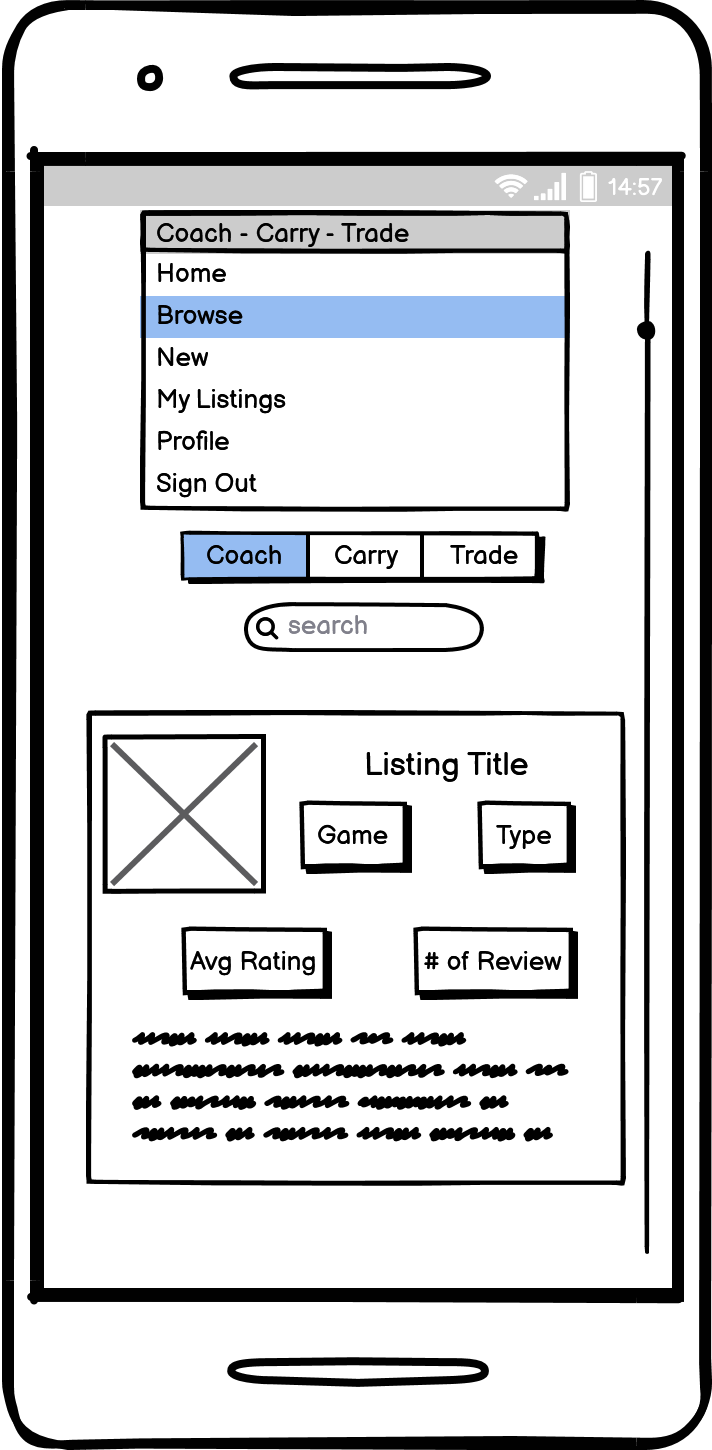 14:57
Coach - Carry - Trade
Home
Browse
New
My Listings
Profile
Sign Out
Coach Carry Trade
search
Listing Title
Game Type
Avg Rating # of Review